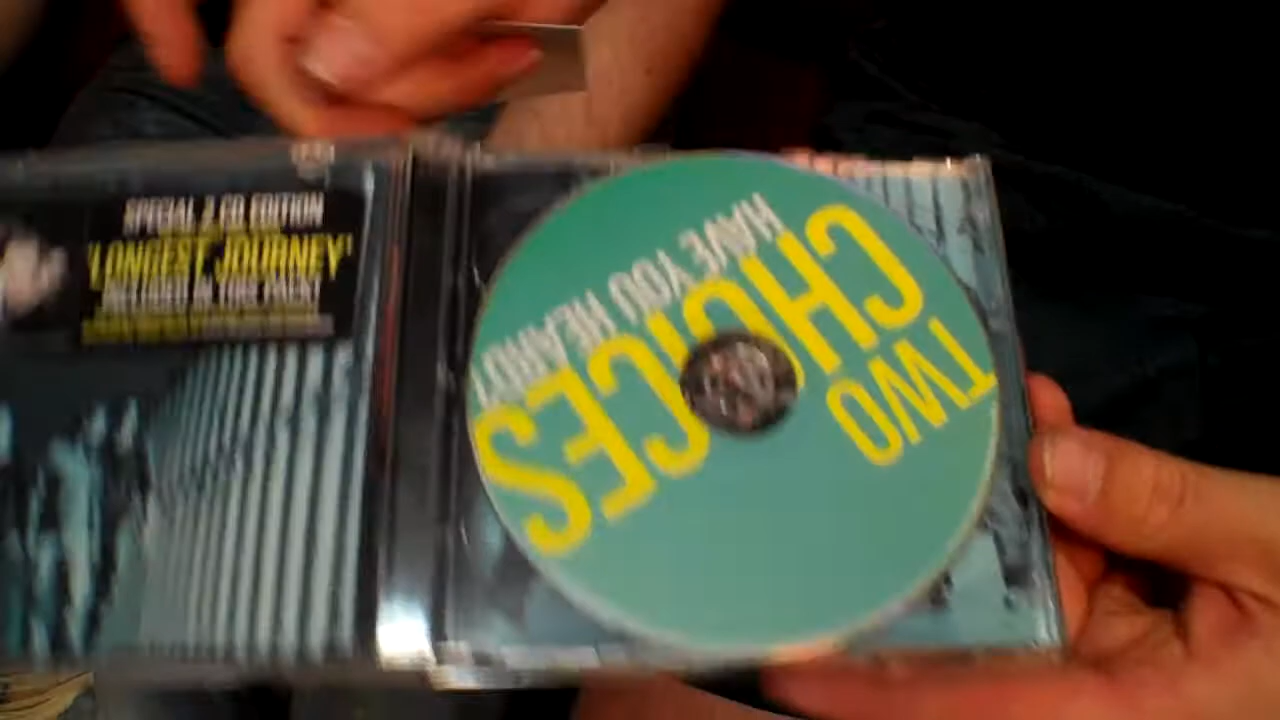 SPECIAL 2 CD EDITION
'LONGEST JOURNEY'
TWO
CHOICES
HAVE YOU HEARD?